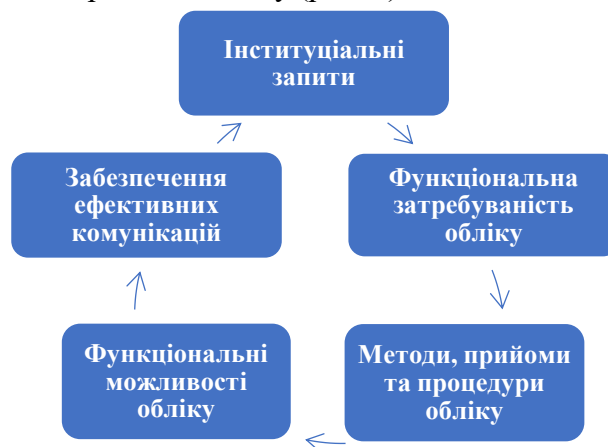 Інституціальні
запити
Забезпечення
ефективних
комунікацій
Функціональна
затребуваність
обліку
Функціональні
можливості
обліку
Методи, прийоми
та процедури
обліку